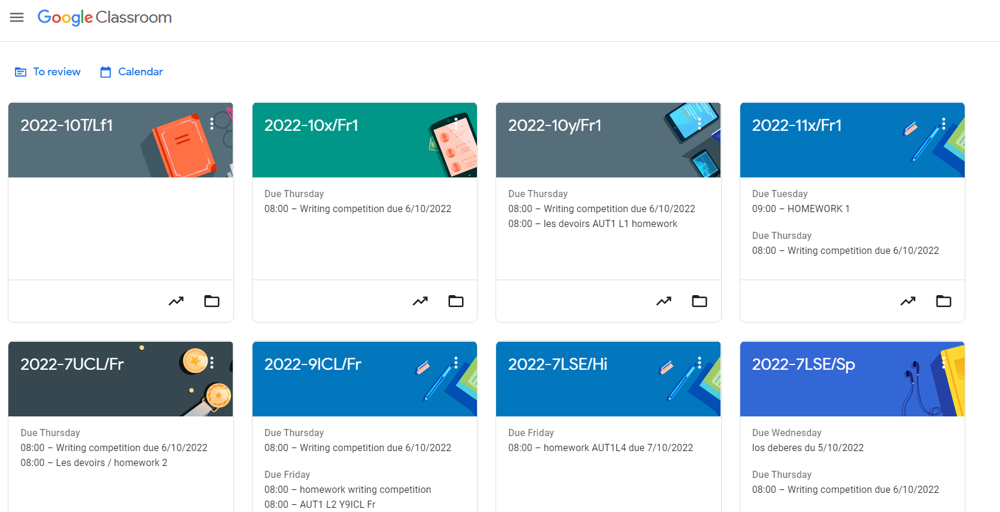 Google Classroom
To review
Calendar
2022-10T/Lf1
2022-10x/Fr1
Due Thursday
08:00 – Writing competition due 6/10/2022
2022-10y/Fr1
Due Thursday
08:00 – Writing competition due 6/10/2022
08:00 – les devoirs AUT1 L1 homework
2022-11x/Fr1
Due Tuesday
09:00 – HOMEWORK 1
Due Thursday
08:00 – Writing competition due 6/10/2022
2022-7UCL/Fr
Due Thursday
08:00 – Writing competition due 6/10/2022
08:00 – Les devoirs / homework 2
2022-9ICL/Fr
Due Thursday
08:00 – Writing competition due 6/10/2022
Due Friday
08:00 – homework writing competition
08:00 – AUT1 L2 Y9ICL Fr
2022-7LSE/Hi
Due Friday
08:00 – homework AUT1L4 due 7/10/2022
2022-7LSE/Sp
Due Wednesday
los deberes du 5/10/2022
Due Thursday
08:00 – Writing competition due 6/10/2022